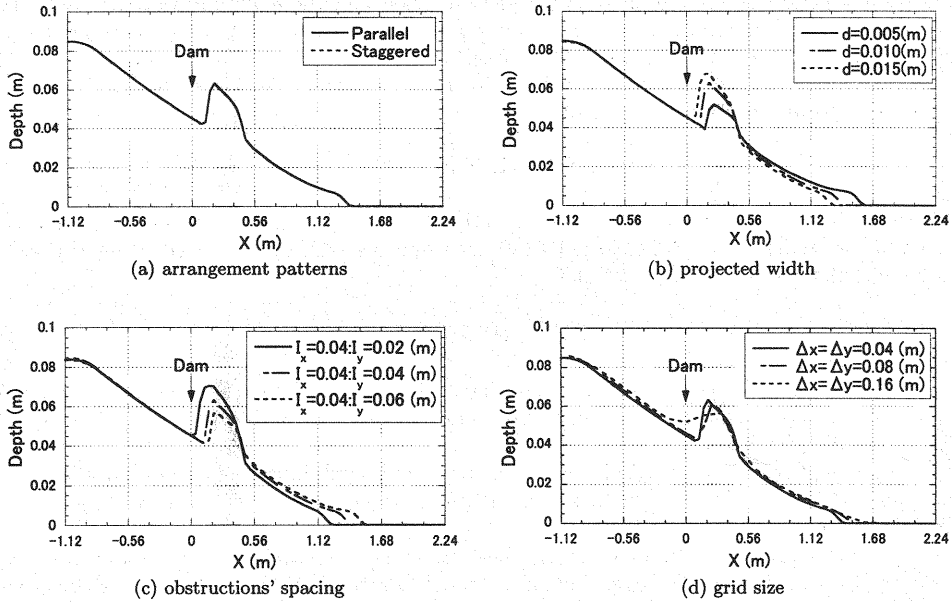 0.1
0.08
0.06
0.04
0.02
0
Depth (m)
Dam
Parallel
Staggered
-1.12 -0.56 0 0.56 1.12 1.68 2.24
X (m)
(a) arrangement patterns
0.1
0.08
0.06
0.04
0.02
0
Depth (m)
Dam
d=0.005(m)
d=0.010(m)
d=0.015(m)
-1.12 -0.56 0 0.56 1.12 1.68 2.24
X (m)
(b) projected width
0.1
0.08
0.06
0.04
0.02
0
Depth (m)
Dam
Ix=0.04:Iy=0.02 (m)
Ix=0.04:Iy=0.04 (m)
Ix=0.04:Iy=0.06 (m)
-1.12 -0.56 0 0.56 1.12 1.68 2.24
X (m)
(c) obstructions' spacing
0.1
0.08
0.06
0.04
0.02
0
Depth (m)
Dam
Δx=Δy=0.04 (m)
Δx=Δy=0.08 (m)
Δx=Δy=0.16 (m)
-1.12 -0.56 0 0.56 1.12 1.68 2.24
X (m)
(d) grid size